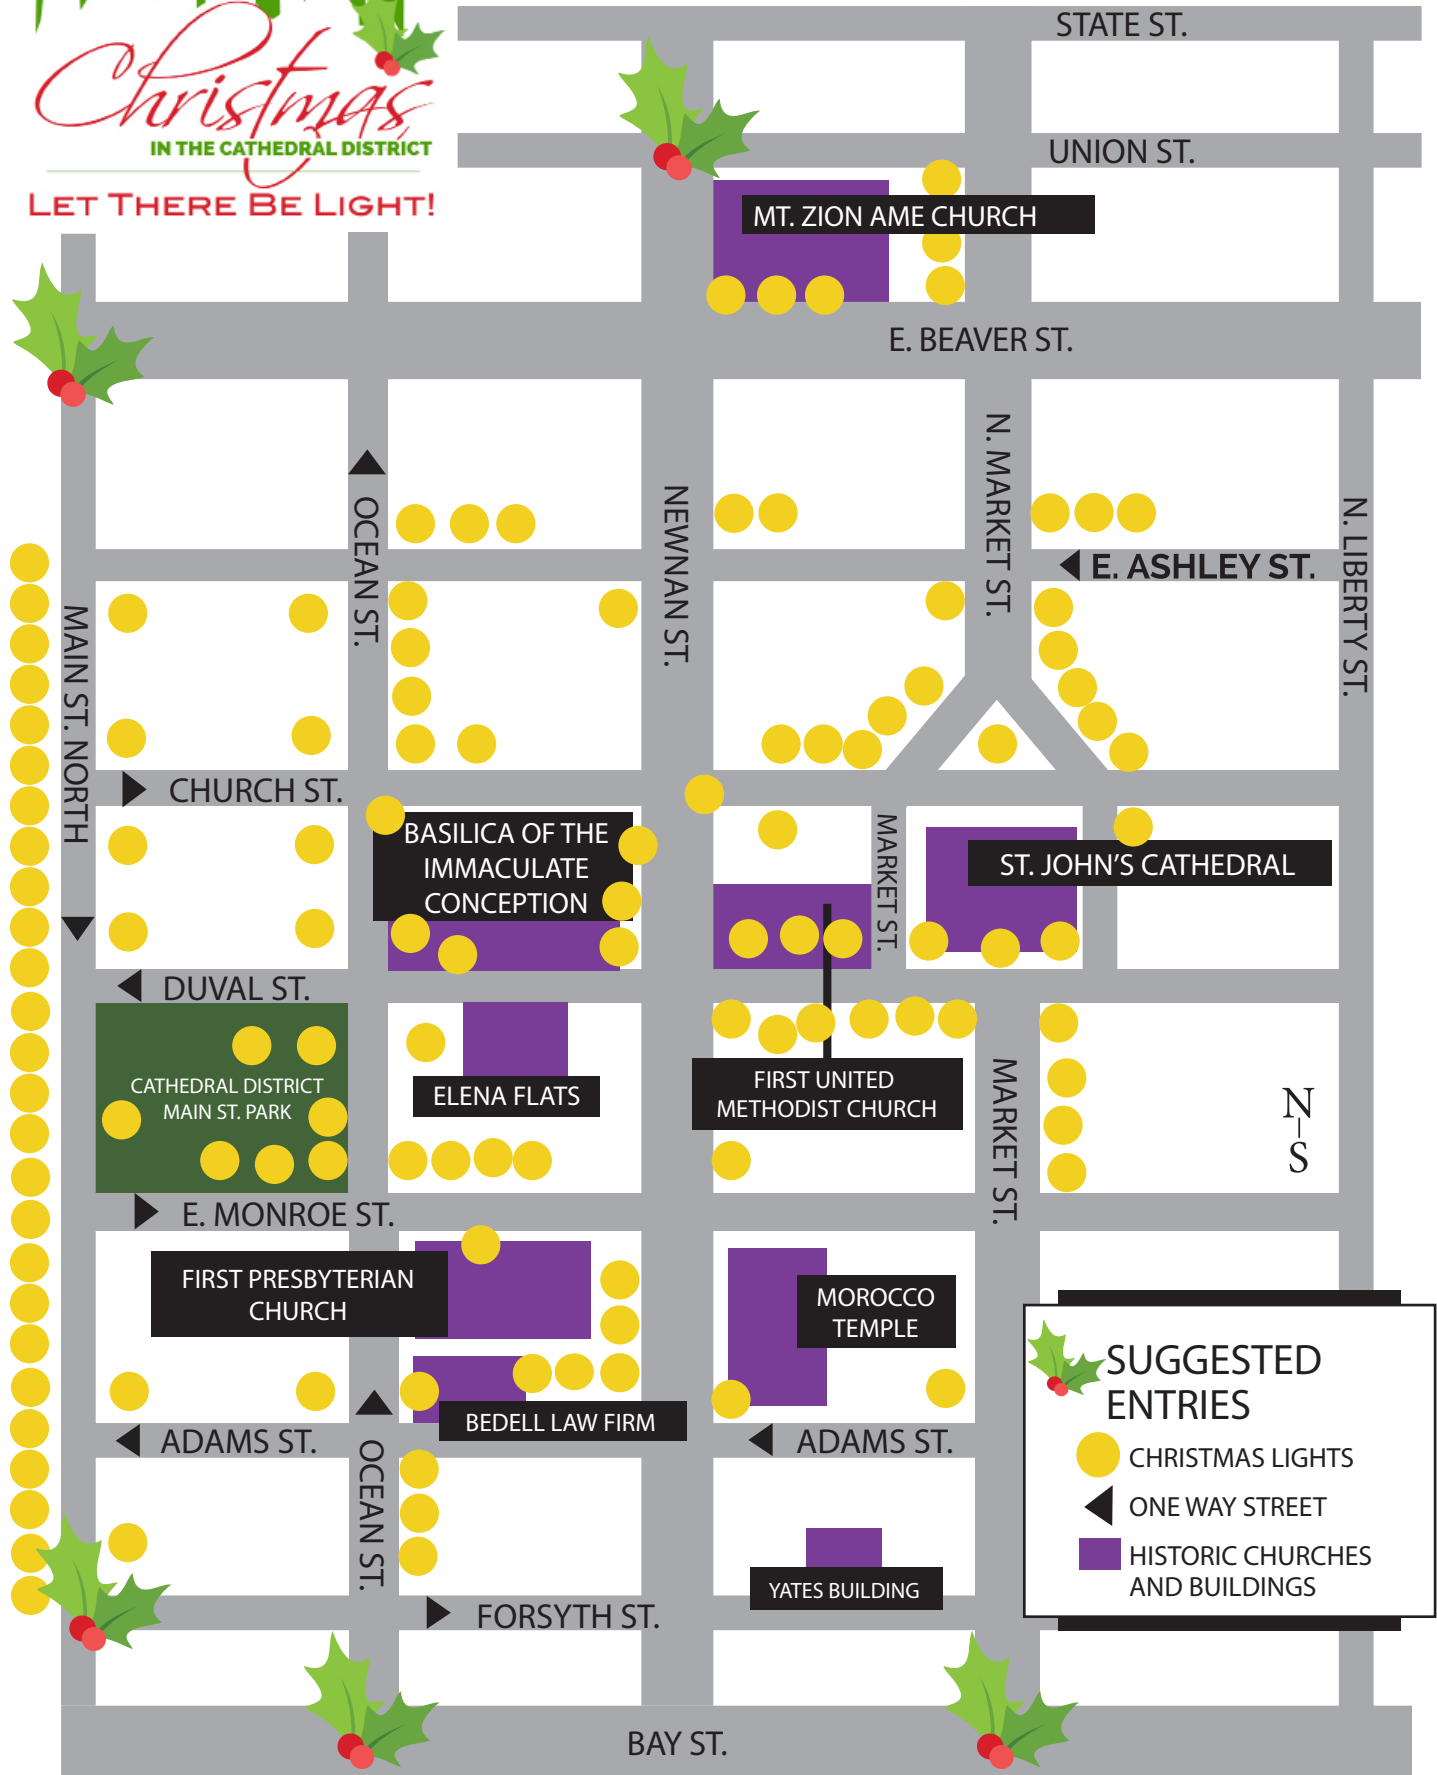 Christmas
IN THE CATHEDRAL DISTRICT
LET THERE BE LIGHT!
STATE ST.
UNION ST.
MT. ZION AME CHURCH
E. BEAVER ST.
N. MARKET ST.
OCEAN ST.
NEWNAN ST.
N. LIBERTY ST.
E. ASHLEY ST.
MAIN ST. NORTH
CHURCH ST.
BASILICA OF THE
IMMACULATE
CONCEPTION
MARKET ST.
ST. JOHN'S CATHEDRAL
DUVAL ST.
CATHEDRAL DISTRICT
MAIN ST. PARK
ELENA FLATS
FIRST UNITED
METHODIST CHURCH
MARKET ST.
N
S
E. MONROE ST.
FIRST PRESBYTERIAN
CHURCH
MOROCCO
TEMPLE
BEDELL LAW FIRM
ADAMS ST.
ADAMS ST.
OCEAN ST.
YATES BUILDING
FORSYTH ST.
BAY ST.
SUGGESTED
ENTRIES
CHRISTMAS LIGHTS
ONE WAY STREET
HISTORIC CHURCHES
AND BUILDINGS